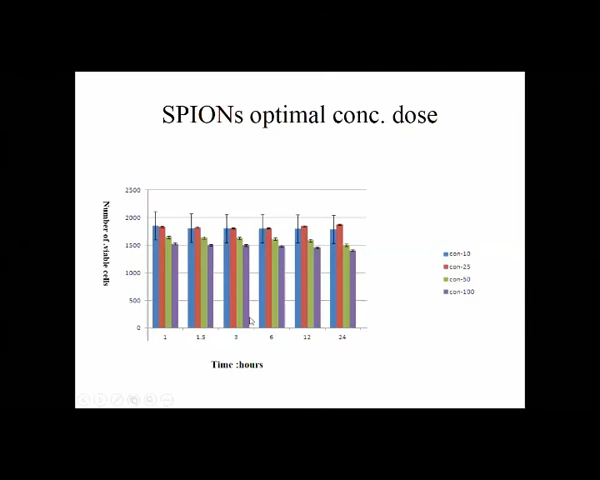 SPIONs optimal conc. dose
Number of .viable cells
2500
2000
1500
1000
500
0
1 1.5 3 6 12 24
Time :hours
con-10
con-25
con-50
con-100